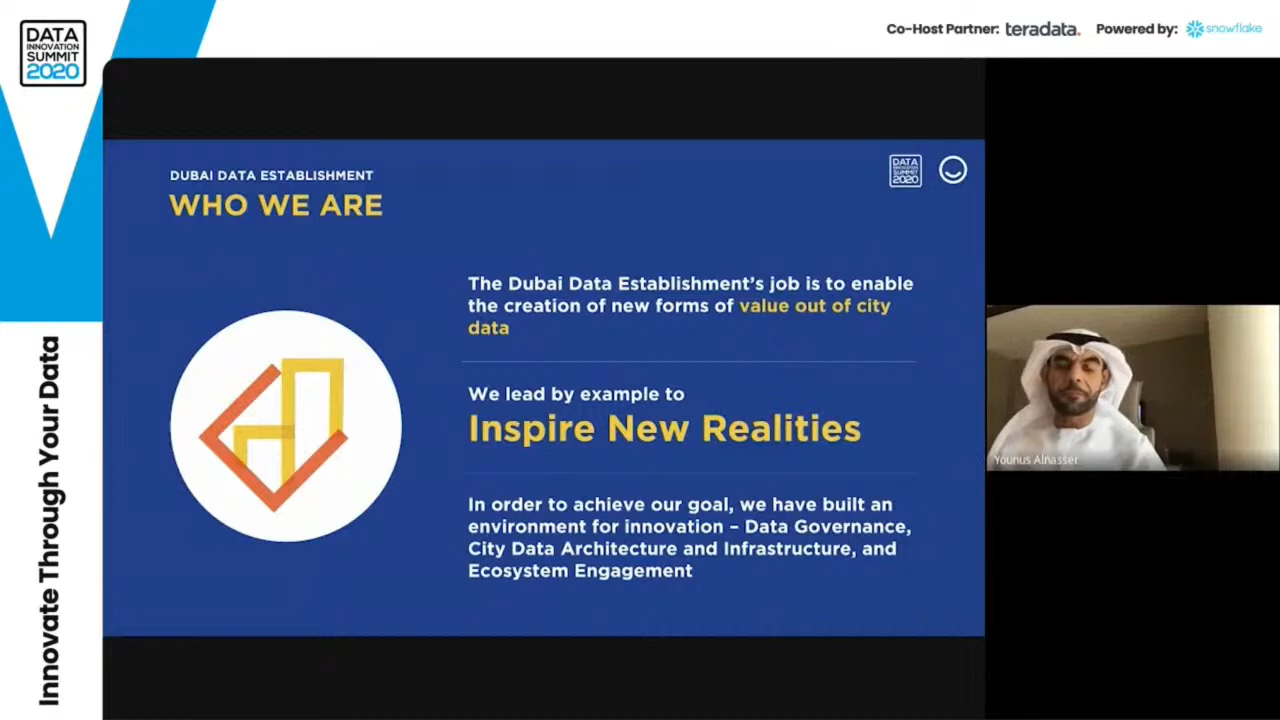 DATA
INNOVATION
SUMMIT
2020
Co-Host Partner: teradata. Powered by: snowflake
Innovate Through Your Data
DUBAI DATA ESTABLISHMENT
WHO WE ARE
DATA
INNOVATION
SUMMIT
2020
The Dubai Data Establishment's job is to enable
the creation of new forms of value out of city
data
We lead by example to
Inspire New Realities
In order to achieve our goal, we have built an
environment for innovation – Data Governance,
City Data Architecture and Infrastructure, and
Ecosystem Engagement
Younus Alnasser